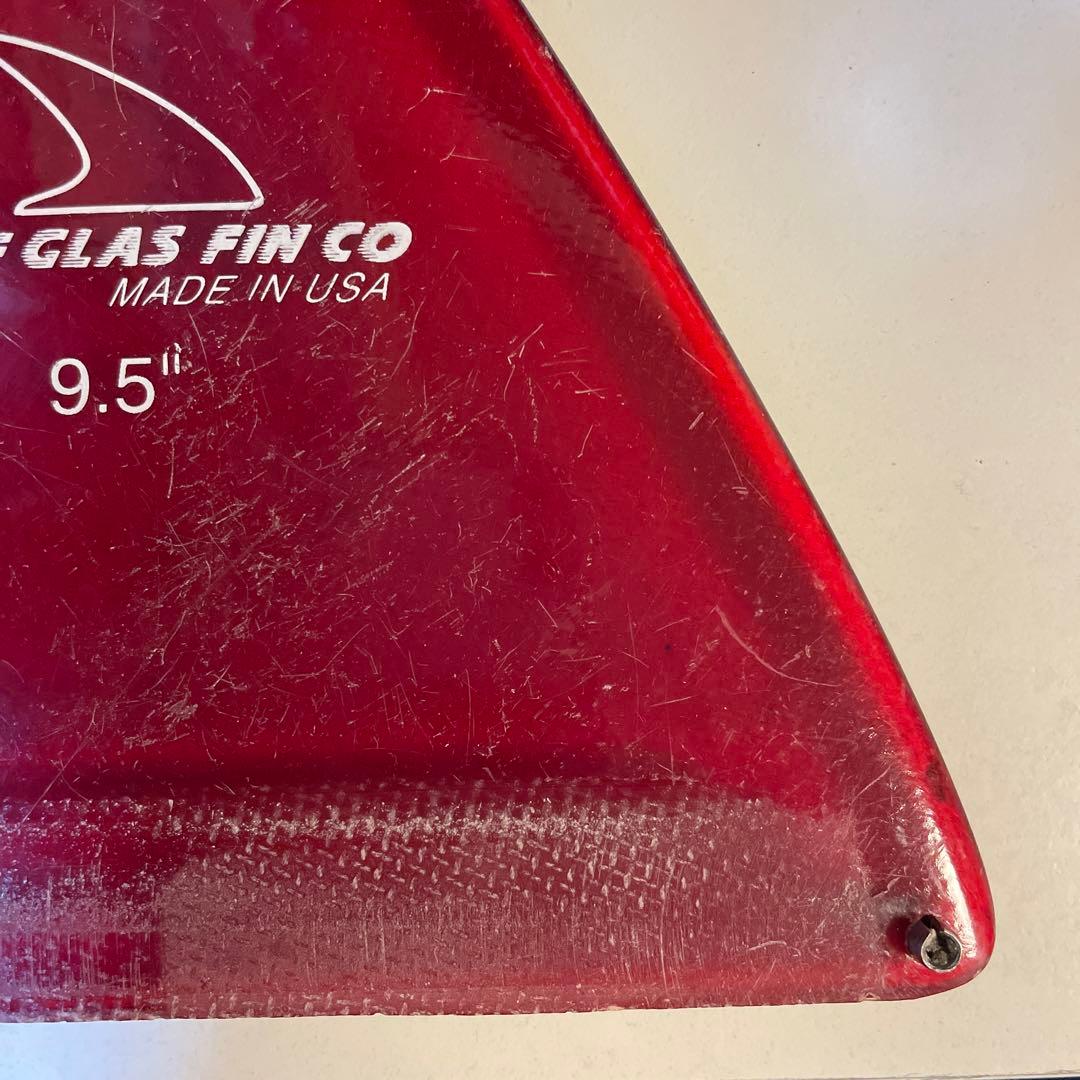 GLAS FIN CO
MADE IN USA
9.5"